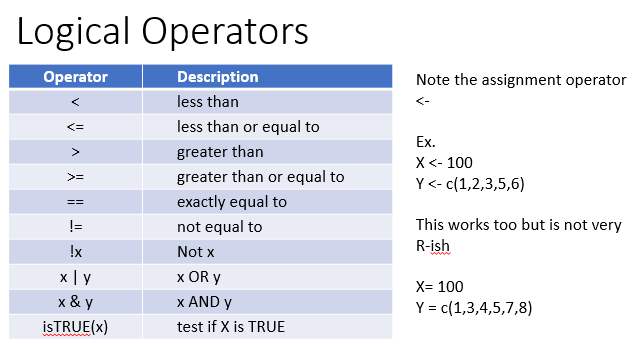 Logical Operators
Operator Description
< less than
<= less than or equal to
> greater than
>= greater than or equal to
== exactly equal to
!= not equal to
!x Not x
x | y x OR y
x & y x AND y
isTRUE(x) test if X is TRUE
Note the assignment operator
<-
Ex.
X <- 100
Y <- c(1,2,3,5,6)
This works too but is not very
R-ish
X= 100
Y = c(1,3,4,5,7,8)